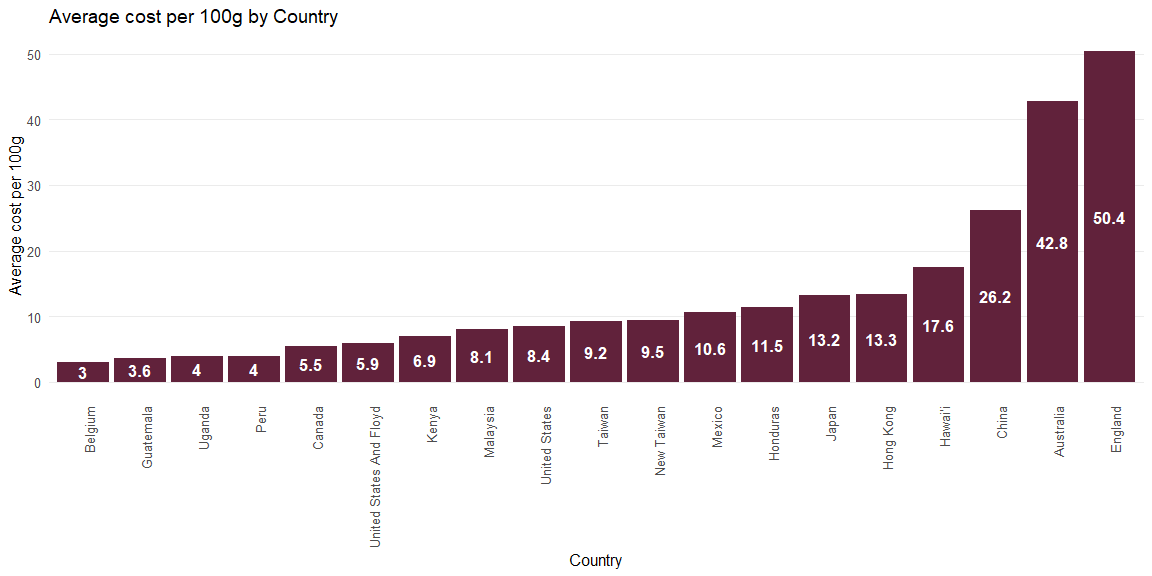 Average cost per 100g by Country
Average cost per 100g
50
40
30
20
10
0
3
3.6
4
4
5.5
5.9
6.9
8.1
8.4
9.2
9.5
10.6
11.5
13.2
13.3
17.6
26.2
42.8
50.4
Belgium
Guatemala
Uganda
Peru
Canada
United States And Floyd
Kenya
Malaysia
United States
Taiwan
New Taiwan
Mexico
Honduras
Japan
Hong Kong
Hawai'i
China
Australia
England
Country